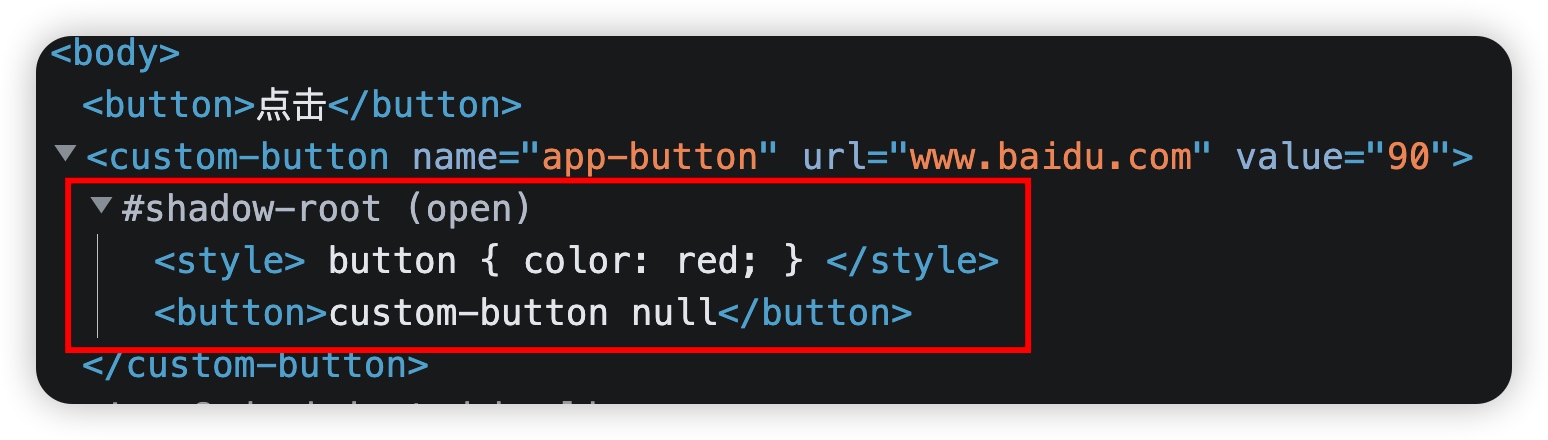 <body>
<button>点击</button>
<custom-button name="app-button" url="www.baidu.com" value="90">
#shadow-root (open)
<style> button { color: red; } </style>
<button>custom-button null</button>
</custom-button>